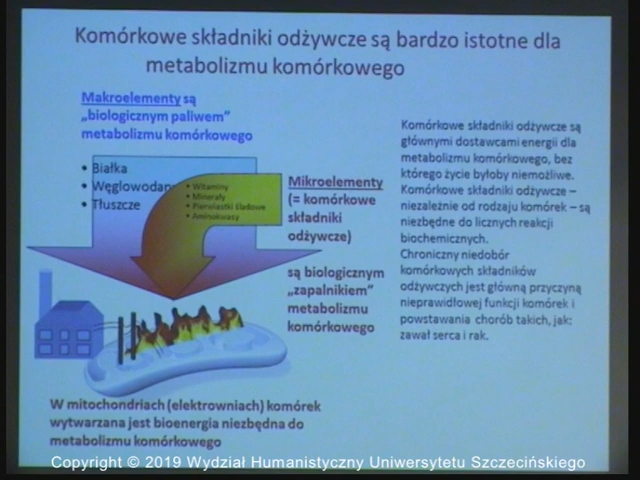 Komórkowe składniki odżywcze są bardzo istotne dla
metabolizmu komórkowego
Makroelementy są
„biologicznym paliwem”
metabolizmu komórkowego
• Białka
• Węglowodan
• Tłuszcze
• Witaminy
• Minerały
• Pierwiastki śladowe
• Aminokwasy
Mikroelementy
(= komórkowe
składniki
odżywcze)
są biologicznym
„zapalnikiem”
metabolizmu
komórkowego
Komórkowe składniki odżywcze są
głównymi dostawcami energii dla
metabolizmu komórkowego, bez
którego życie byłoby niemożliwe.
Komórkowe składniki odżywcze –
niezależnie od rodzaju komórek – są
niezbędne do licznych reakcji
biochemicznych.
Chroniczny niedobór
komórkowych składników
odżywczych jest główną przyczyną
nieprawidłowej funkcji komórek i
powstawania chorób takich, jak:
zawał serca i rak.
W mitochondriach (elektrowniach) komórek
wytwarzana jest bioenergia niezbędna do
metabolizmu komórkowego
Copyright © 2019 Wydział Humanistyczny Uniwersytetu Szczecińskiego